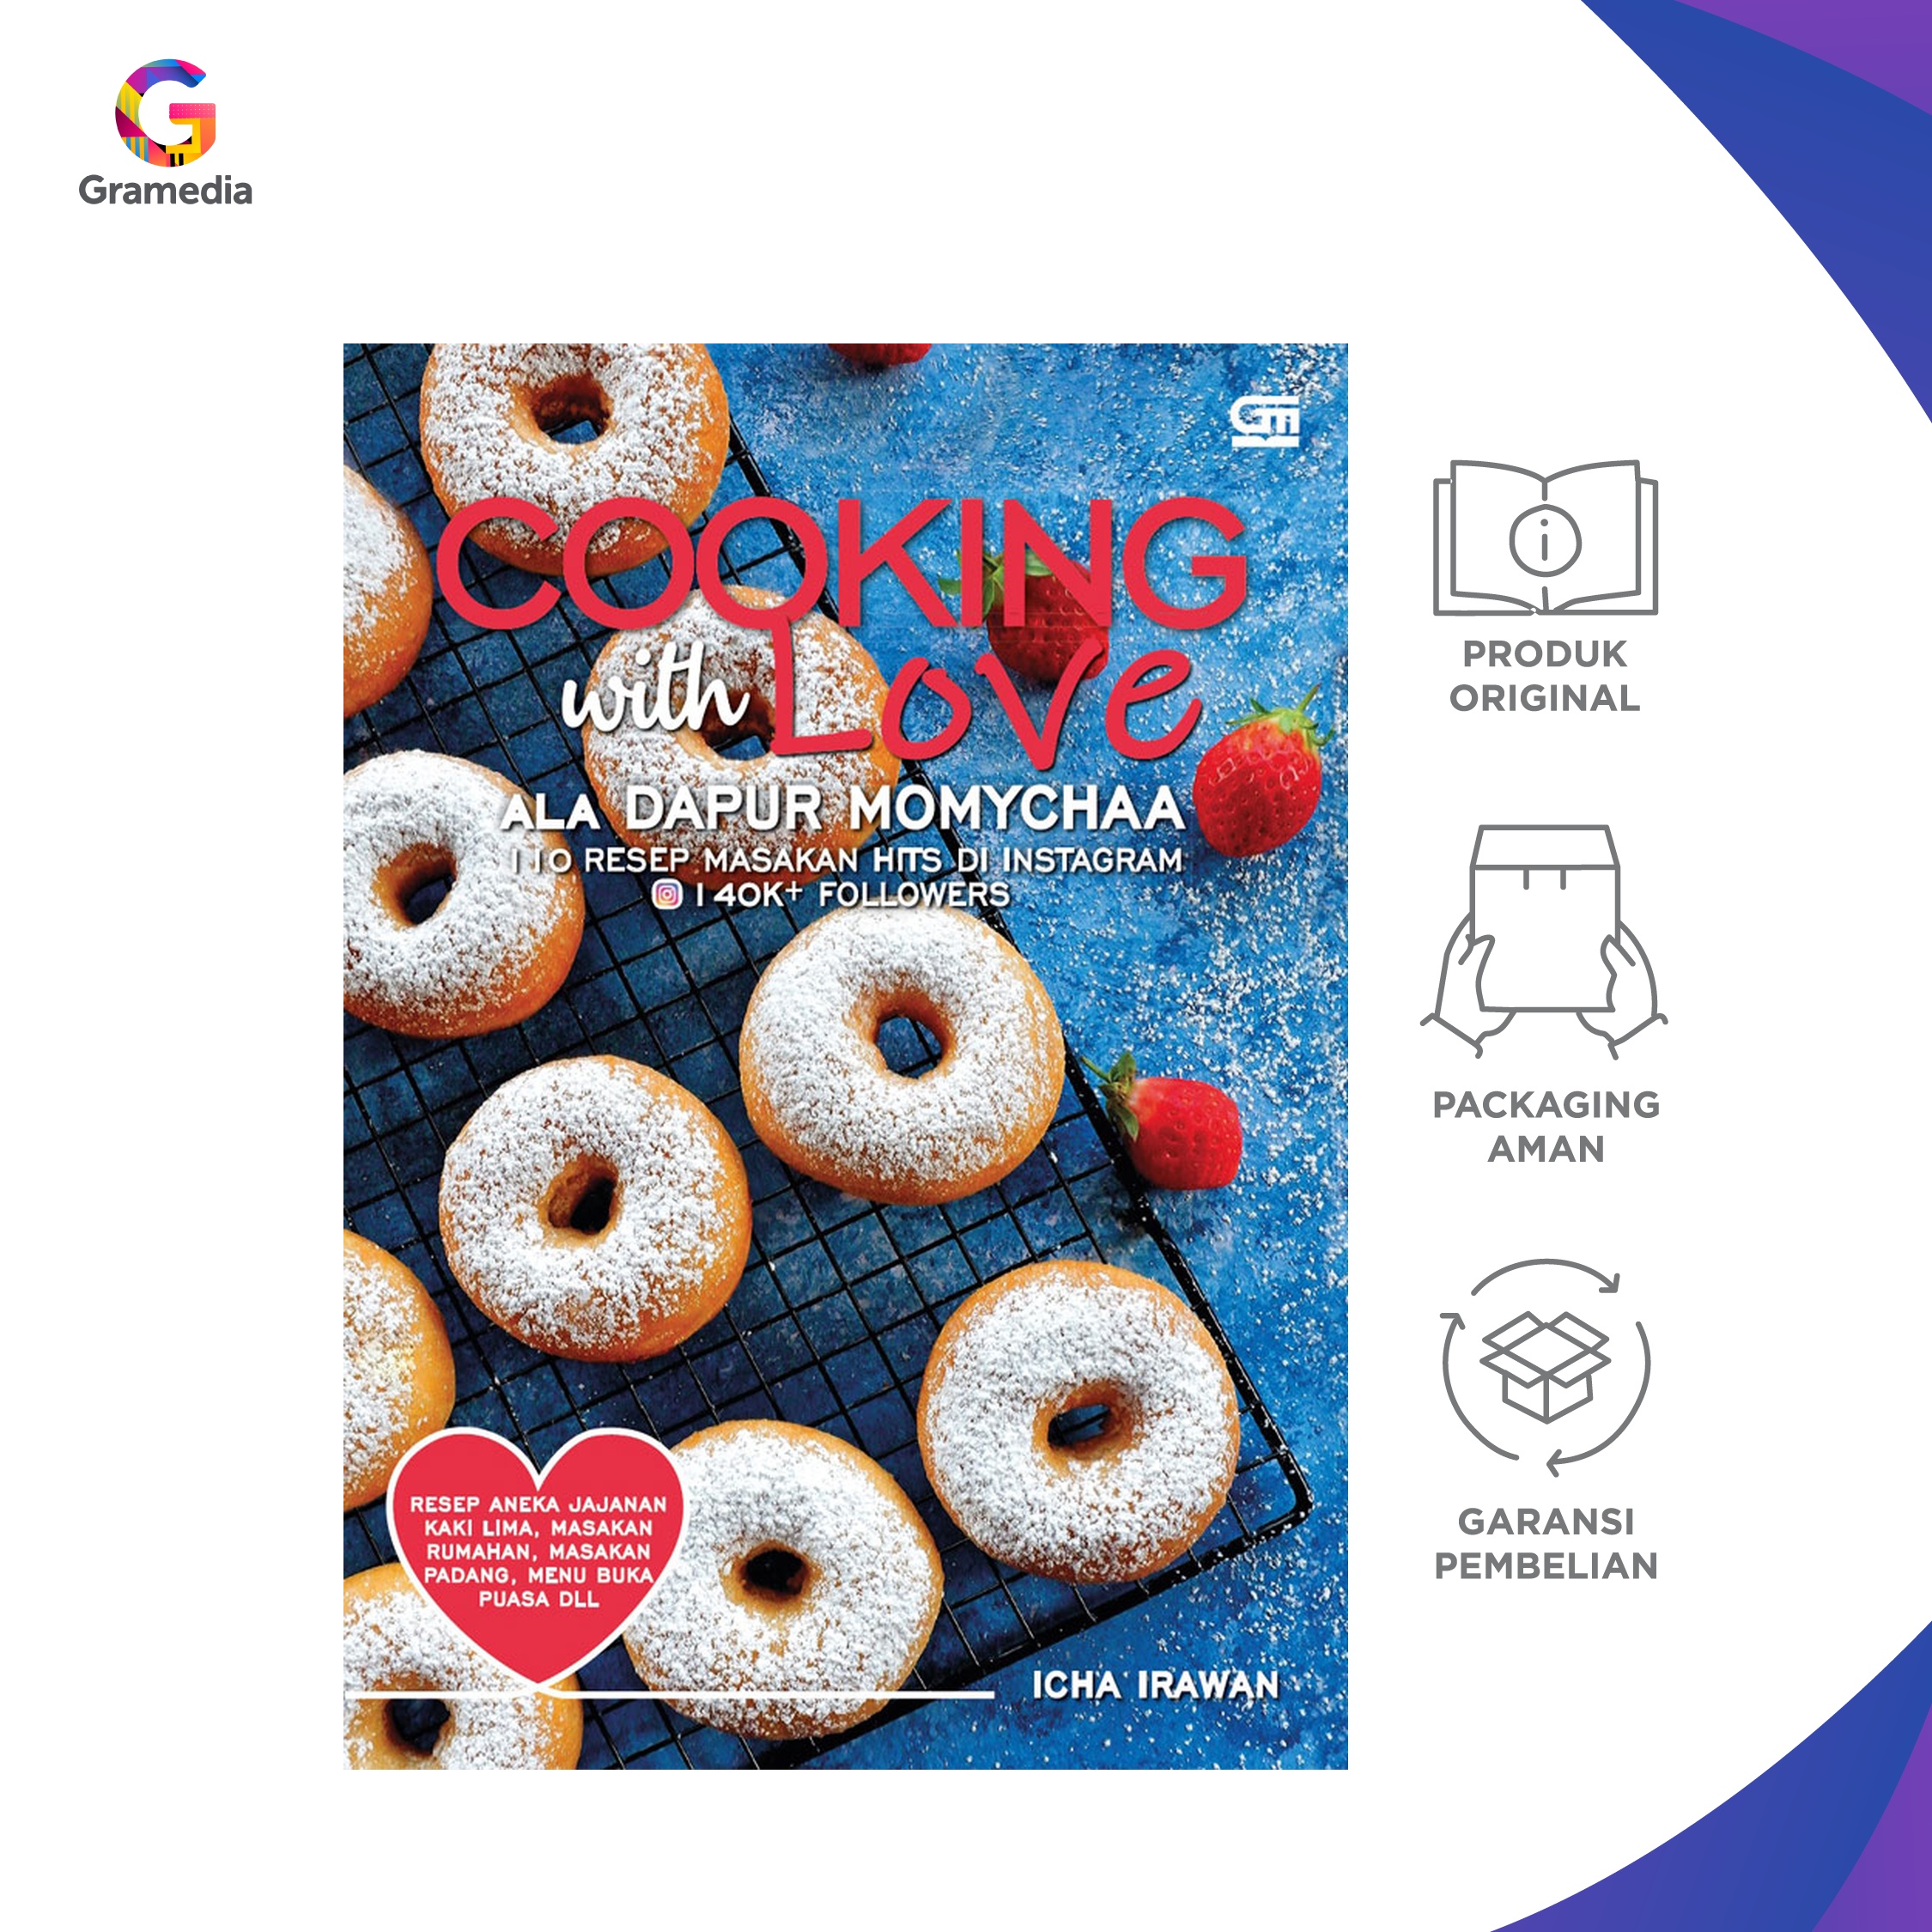 Gramedia
COOKING
with Love
ALA DAPUR MOMYCHAA
110 RESEP MASAKAN HITS DI INSTAGRAM
140K+ FOLLOWERS
RESEP ANEKA JAJANAN
KAKI LIMA, MASAKAN
RUMAHAN, MASAKAN
PADANG, MENU BUKA
PUASA DLL
ICHA IRAWAN
PRODUK
ORIGINAL
PACKAGING
AMAN
GARANSI
PEMBELIAN